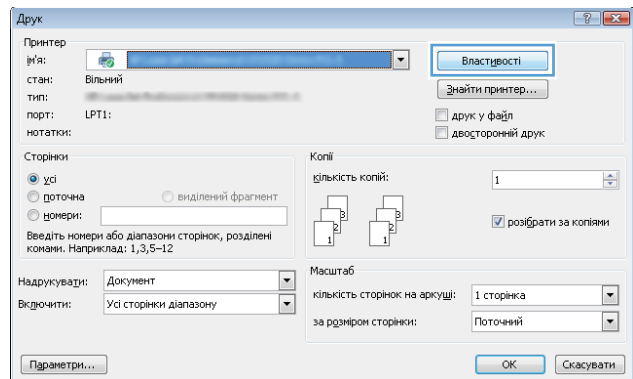 Друк
Принтер
ім'я:
Властивості
стан: Вільний
Знайти принтер...
тип:
порт: LPT1:
друк у файл
нотатки:
двосторонній друк
Сторінки
усі
поточна
виділений фрагмент
номери:
Введіть номери або діапазони сторінок, розділені
комами. Наприклад: 1,3,5–12
Копії
кількість копій: 1
розібрати за копіями
Надрукувати: Документ
Включити: Усі сторінки діапазону
Масштаб
кількість сторінок на аркуші: 1 сторінка
за розміром сторінки: Поточний
Параметри...
ОК
Скасувати